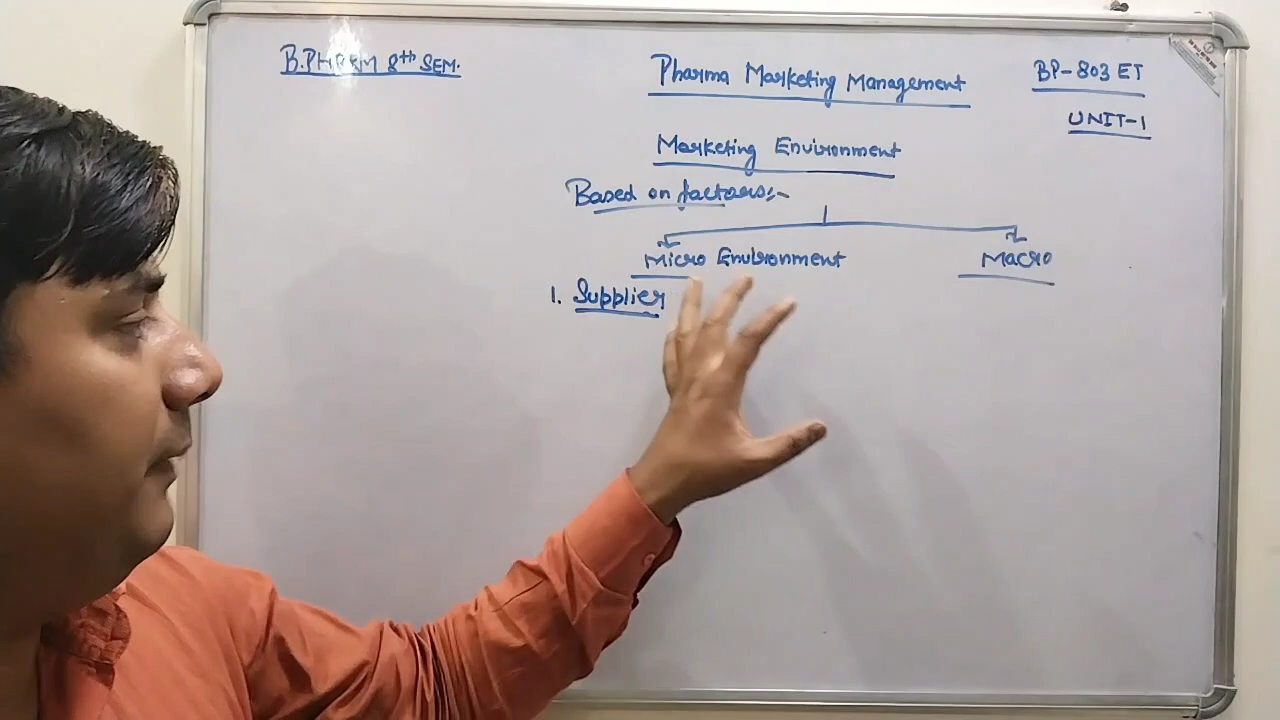 B.PHARM 8th SEM.
Pharma Marketing Management
BP-803 ET
UNIT-1
Marketing Environment
Based on factors:-
Micro Environment
Macro
1. Supplier